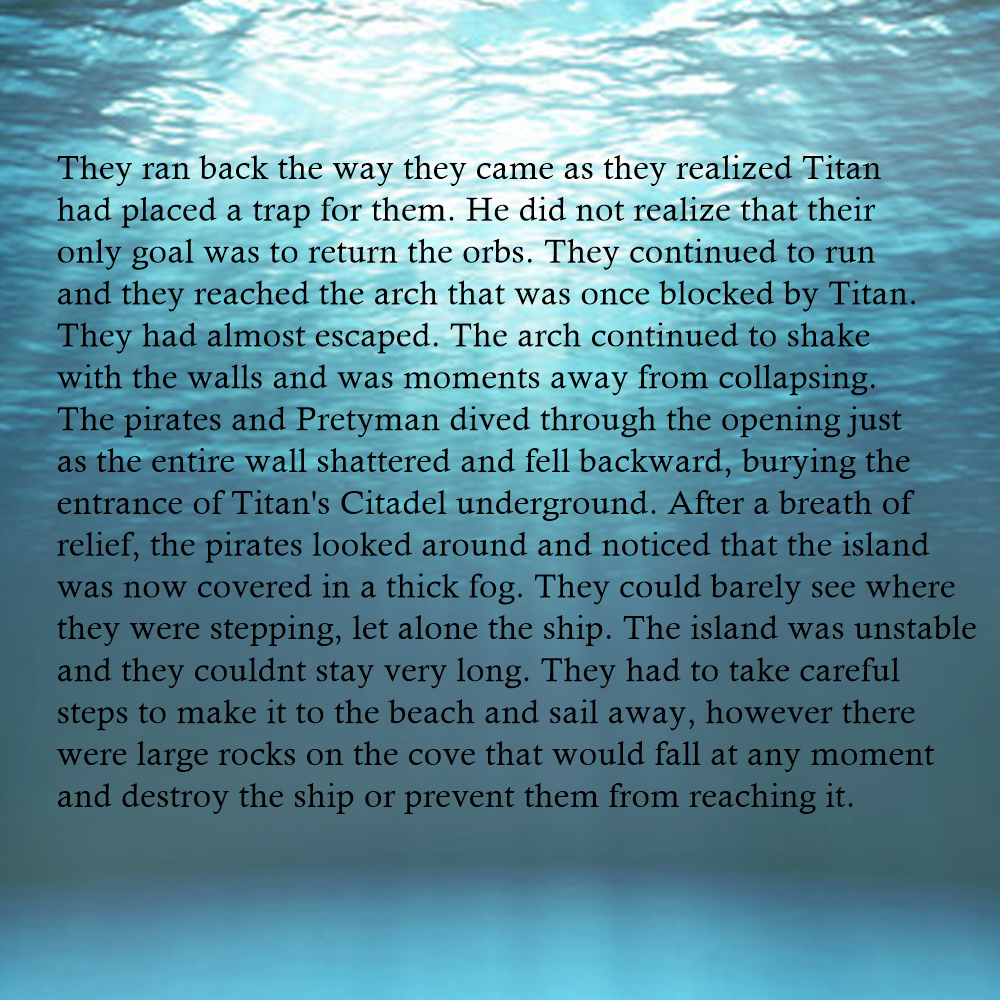 They ran back the way they came as they realized Titan
had placed a trap for them. He did not realize that their
only goal was to return the orbs. They continued to run
and they reached the arch that was once blocked by Titan.
They had almost escaped. The arch continued to shake
with the walls and was moments away from collapsing.
The pirates and Pretyman dived through the opening just
as the entire wall shattered and fell backward, burying the
entrance of Titan's Citadel underground. After a breath of
relief, the pirates looked around and noticed that the island
was now covered in a thick fog. They could barely see where
they were stepping, let alone the ship. The island was unstable
and they couldnt stay very long. They had to take careful
steps to make it to the beach and sail away, however there
were large rocks on the cove that would fall at any moment
and destroy the ship or prevent them from reaching it.